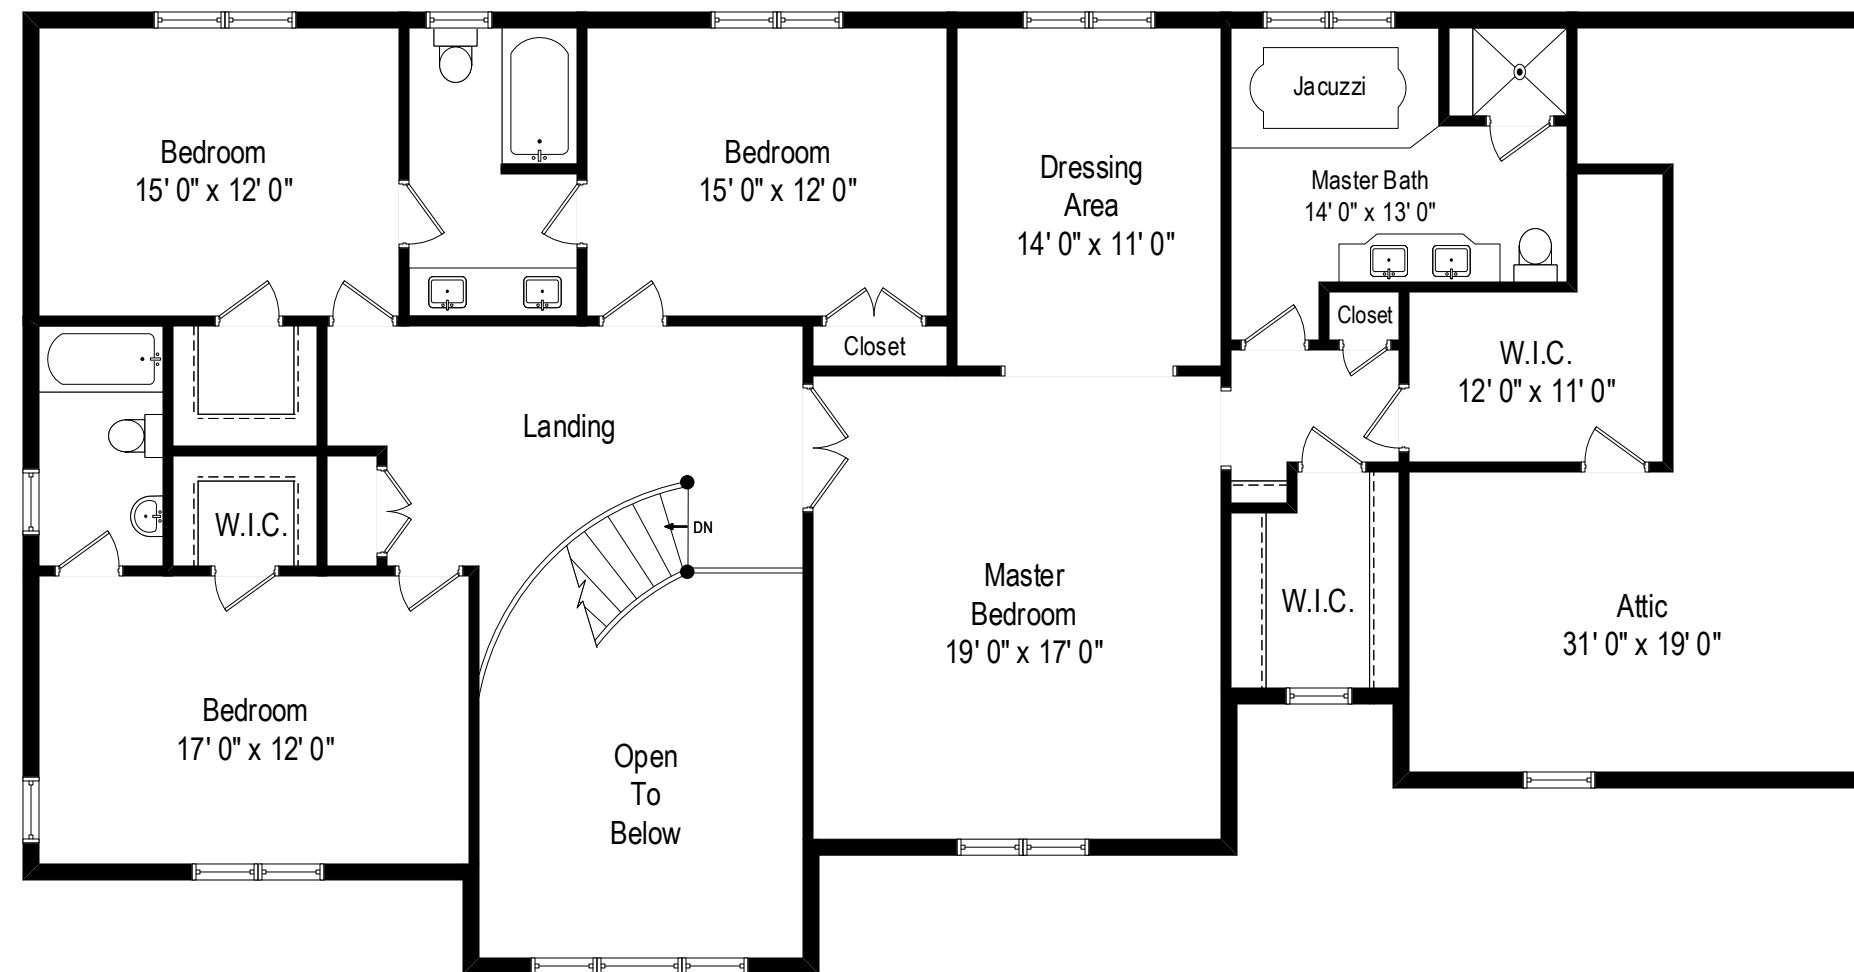 Bedroom
15' 0" x 12' 0"
Bedroom
15' 0" x 12' 0"
Dressing
Area
14' 0" x 11' 0"
Jacuzzi
Master Bath
14' 0" x 13' 0"
Closet
Closet
W.I.C.
12' 0" x 11' 0"
Landing
W.I.C.
DN
Master
Bedroom
19' 0" x 17' 0"
W.I.C.
Attic
31' 0" x 19' 0"
Bedroom
17' 0" x 12' 0"
Open
To
Below